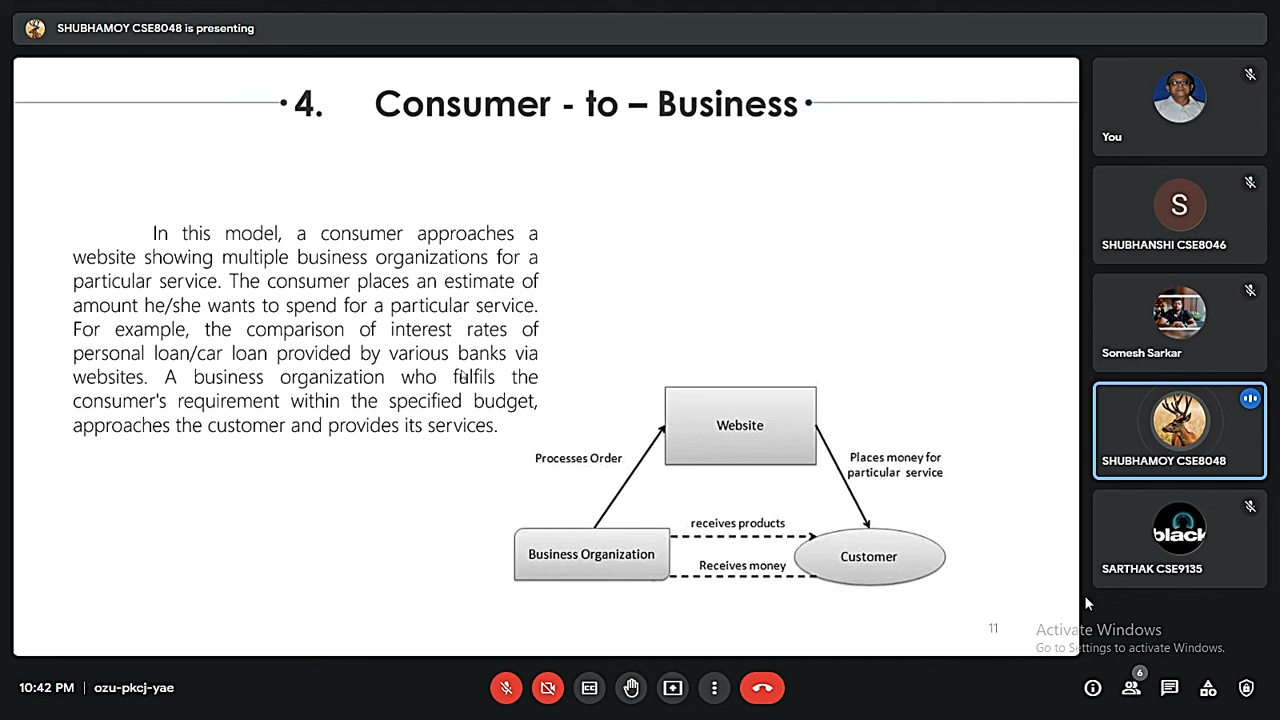 SHUBHAMOY CSE8048 is presenting
4. Consumer - to – Business
In this model, a consumer approaches a
website showing multiple business organizations for a
particular service. The consumer places an estimate of
amount he/she wants to spend for a particular service.
For example, the comparison of interest rates of
personal loan/car loan provided by various banks via
websites. A business organization who fulfils the
consumer's requirement within the specified budget,
approaches the customer and provides its services.
Website
Processes Order
Places money for
particular service
receives products
Business Organization
Customer
Receives money
11
You
S
SHUBHANSHI CSE8046
Somesh Sarkar
SHUBHAMOY CSE8048
black
SARTHAK CSE9135
Activate Windows
Go to Settings to activate Windows.
10:42 PM | ozu-pkcj-yae
6